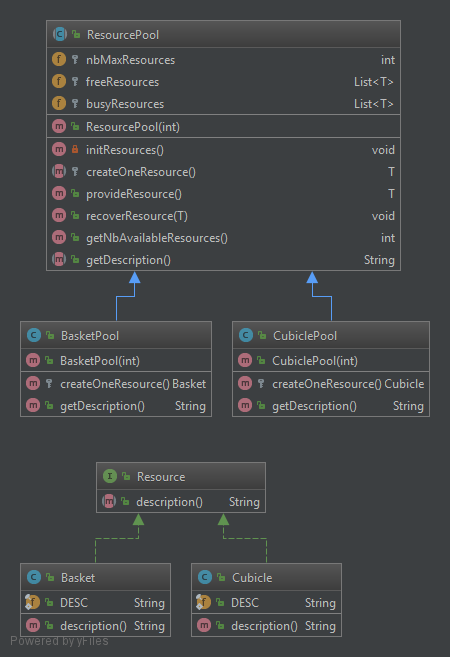 ResourcePool
nbMaxResources int
freeResources List<T>
busyResources List<T>
ResourcePool(int)
initResources() void
createOneResource() T
provideResource() T
recoverResource(T) void
getNbAvailableResources() int
getDescription() String
BasketPool
BasketPool(int)
createOneResource() Basket
getDescription() String
CubiclePool
CubiclePool(int)
createOneResource() Cubicle
getDescription() String
Resource
description() String
Basket
DESC String
description() String
Cubicle
DESC String
description() String
Powered by yFiles